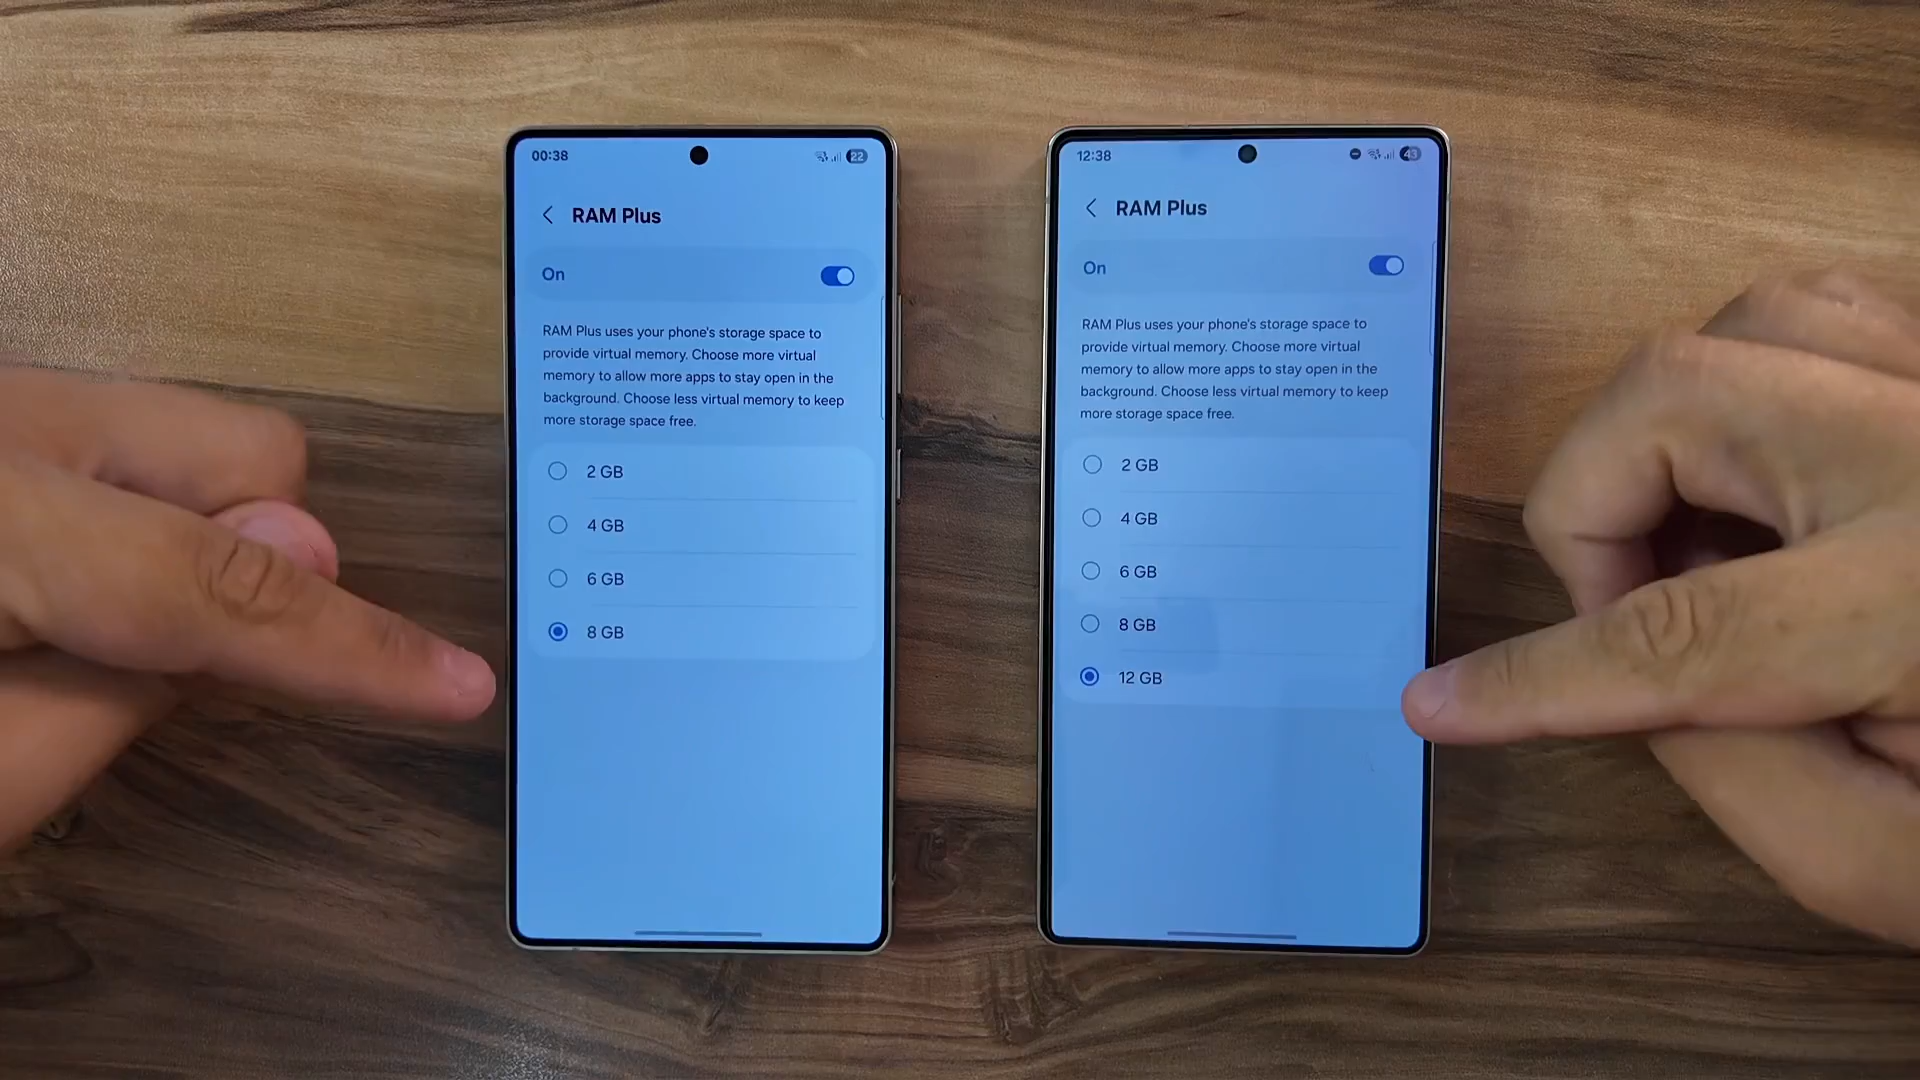 00:38
22
RAM Plus
On
RAM Plus uses your phone's storage space to
provide virtual memory. Choose more virtual
memory to allow more apps to stay open in the
background. Choose less virtual memory to keep
more storage space free.
2 GB
4 GB
6 GB
8 GB
12:38
43
RAM Plus
On
RAM Plus uses your phone's storage space to
provide virtual memory. Choose more virtual
memory to allow more apps to stay open in the
background. Choose less virtual memory to keep
more storage space free.
2 GB
4 GB
6 GB
8 GB
12 GB